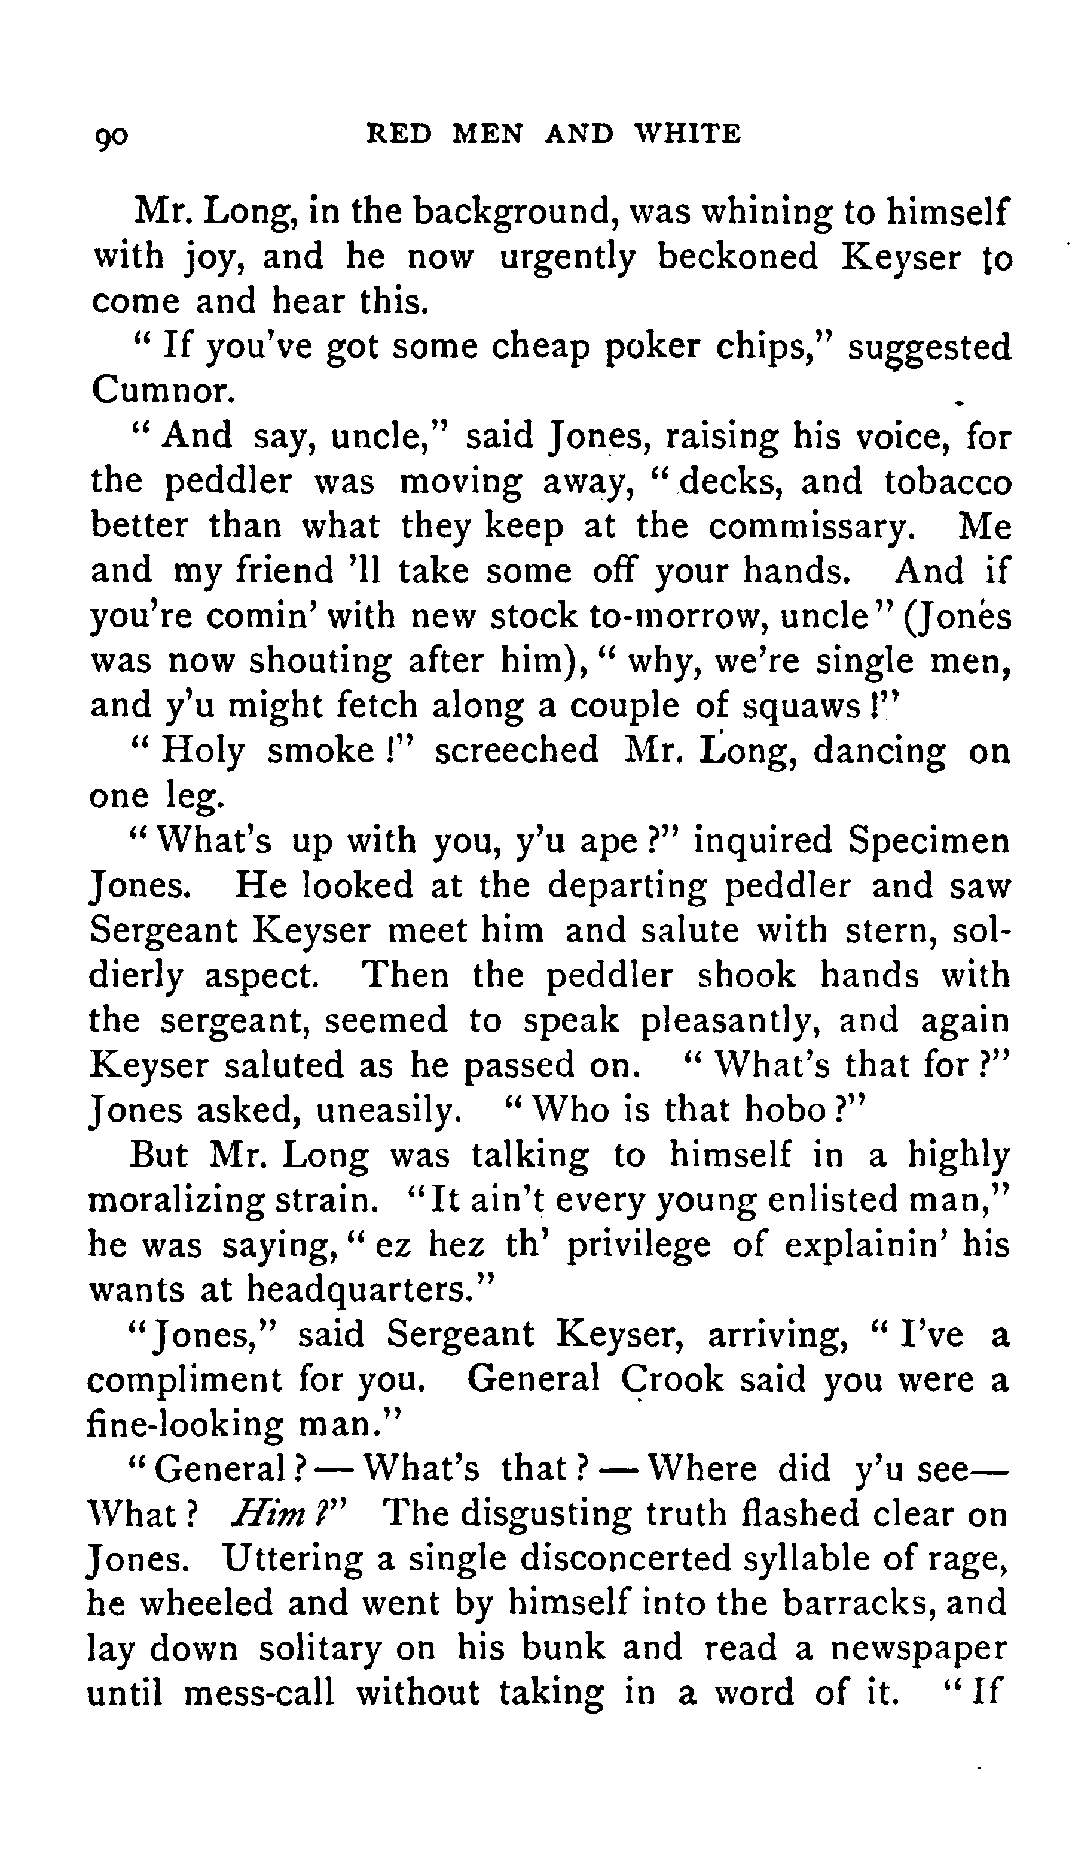 90 RED MEN AND WHITE
Mr. Long, in the background, was whining to himself
with joy, and he now urgently beckoned Keyser to
come and hear this.
" If you've got some cheap poker chips," suggested
Cumnor.
" And say, uncle," said Jones, raising his voice, for
the peddler was moving away, " decks, and tobacco
better than what they keep at the commissary. Me
and my friend 'll take some off your hands. And if
you're comin' with new stock to-morrow, uncle " (Jones
was now shouting after him), " why, we're single men,
and y'u might fetch along a couple of squaws !"
" Holy smoke !" screeched Mr. Long, dancing on
one leg.
" What's up with you, y'u ape ?" inquired Specimen
Jones. He looked at the departing peddler and saw
Sergeant Keyser meet him and salute with stern, sol-
dierly aspect. Then the peddler shook hands with
the sergeant, seemed to speak pleasantly, and again
Keyser saluted as he passed on. " What's that for ?"
Jones asked, uneasily. " Who is that hobo ?"
But Mr. Long was talking to himself in a highly
moralizing strain. " It ain't every young enlisted man,"
he was saying, " ez hez th' privilege of explainin' his
wants at headquarters."
" Jones," said Sergeant Keyser, arriving, " I've a
compliment for you. General Crook said you were a
fine-looking man."
" General ? — What's that ? — Where did y'u see—
What ? Him ?" The disgusting truth flashed clear on
Jones. Uttering a single disconcerted syllable of rage,
he wheeled and went by himself into the barracks, and
lay down solitary on his bunk and read a newspaper
until mess-call without taking in a word of it. " If